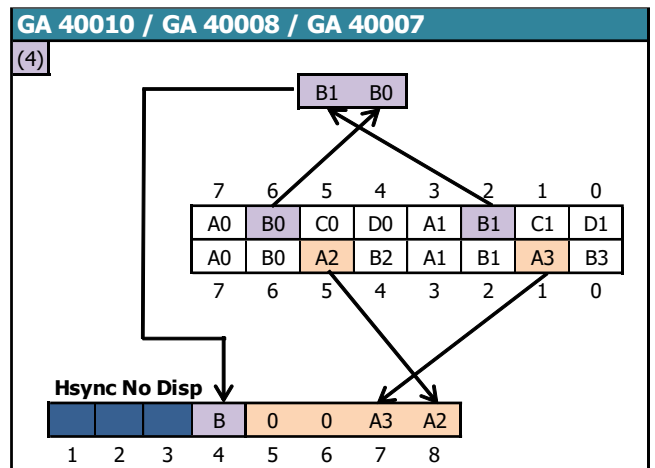 GA 40010 / GA 40008 / GA 40007
(4)
B1 B0
7 6 5 4 3 2 1 0
A0 B0 C0 D0 A1 B1 C1 D1
A0 B0 A2 B2 A1 B1 A3 B3
7 6 5 4 3 2 1 0
Hsync No Disp
B 0 0 A3 A2
1 2 3 4 5 6 7 8